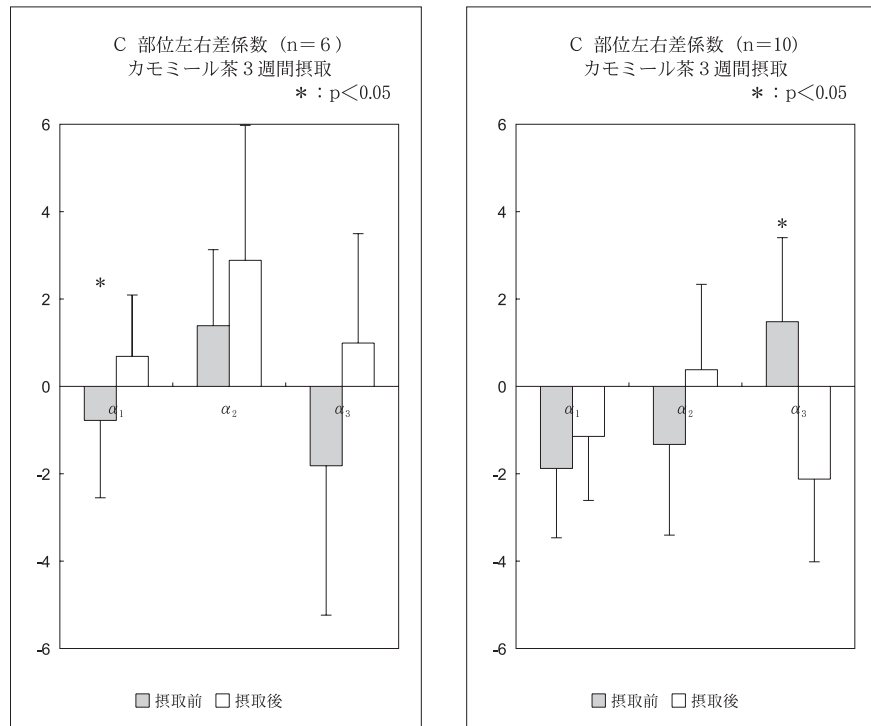 C 部位左右差係数 (n＝6)
カモミール茶3週間摂取
＊：p＜0.05
6
4
2
0
-2
-4
-6
＊
α₁
α₂
α₃
摂取前 摂取後
C 部位左右差係数 (n＝10)
カモミール茶3週間摂取
＊：p＜0.05
6
4
2
0
-2
-4
-6
＊
α₁
α₂
α₃
摂取前 摂取後